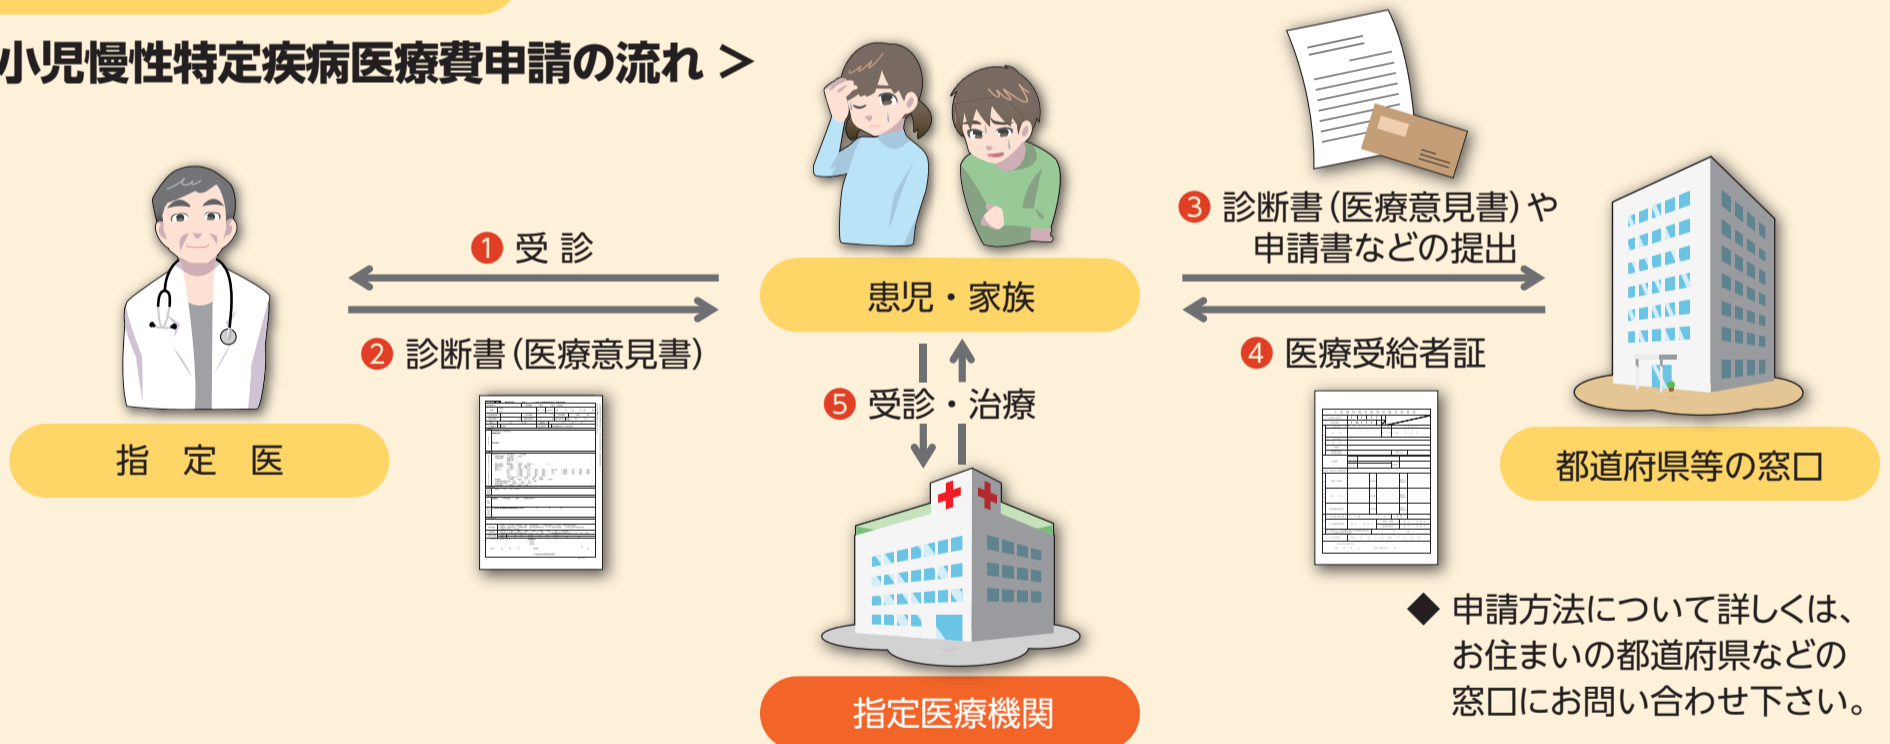 小児慢性特定疾病医療費申請の流れ ＞
❶ 受 診
❷ 診断書（医療意見書）
指 定 医
患児・家族
❸ 診断書（医療意見書）や
申請書などの提出
❹ 医療受給者証
都道府県等の窓口
❺ 受診・治療
指定医療機関
◆ 申請方法について詳しくは、
お住まいの都道府県などの
窓口にお問い合わせ下さい。